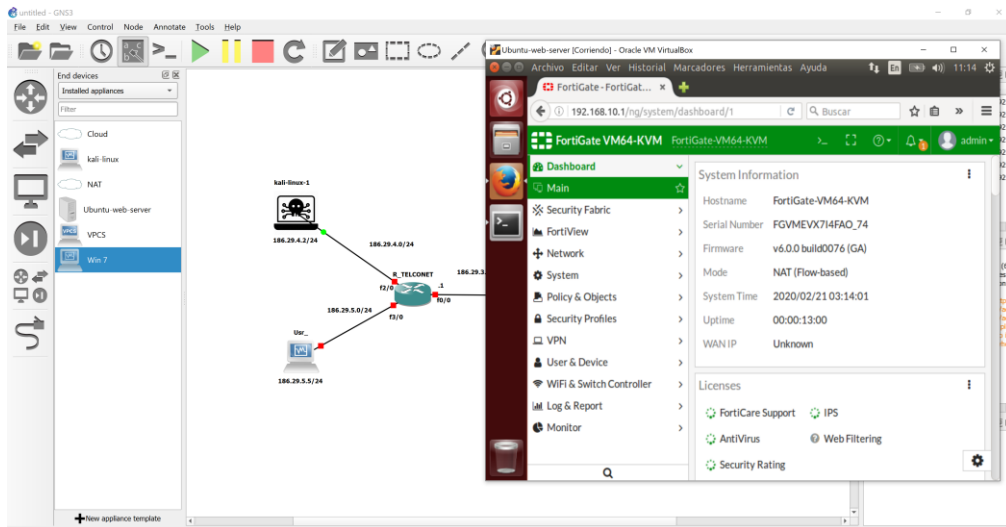 untitled - GNS3
File Edit View Control Node Annotate Tools Help
End devices
Installed appliances
Filter
Cloud
kali-linux
NAT
Ubuntu-web-server
VPCS
Win 7
New appliance template
kali-linux-1
186.29.4.2/24
186.29.4.0/24
R_TELCONET
f2/0
.1
f0/0
186.29.3.
186.29.5.0/24
f3/0
Usr_
186.29.5.5/24
Ubuntu-web-server [Corriendo] - Oracle VM VirtualBox
Archivo Editar Ver Historial Marcadores Herramientas Ayuda
En
11:14
FortiGate - FortiGat...
192.168.10.1/ng/system/dashboard/1
Buscar
FortiGate VM64-KVM FortiGate-VM64-KVM
admin
Dashboard
Main
Security Fabric
FortiView
Network
System
Policy & Objects
Security Profiles
VPN
User & Device
WiFi & Switch Controller
Log & Report
Monitor
System Information
Hostname FortiGate-VM64-KVM
Serial Number FGVMEVX7I4FAO_74
Firmware v6.0.0 build0076 (GA)
Mode NAT (Flow-based)
System Time 2020/02/21 03:14:01
Uptime 00:00:13:00
WAN IP Unknown
Licenses
FortiCare Support IPS
AntiVirus Web Filtering
Security Rating